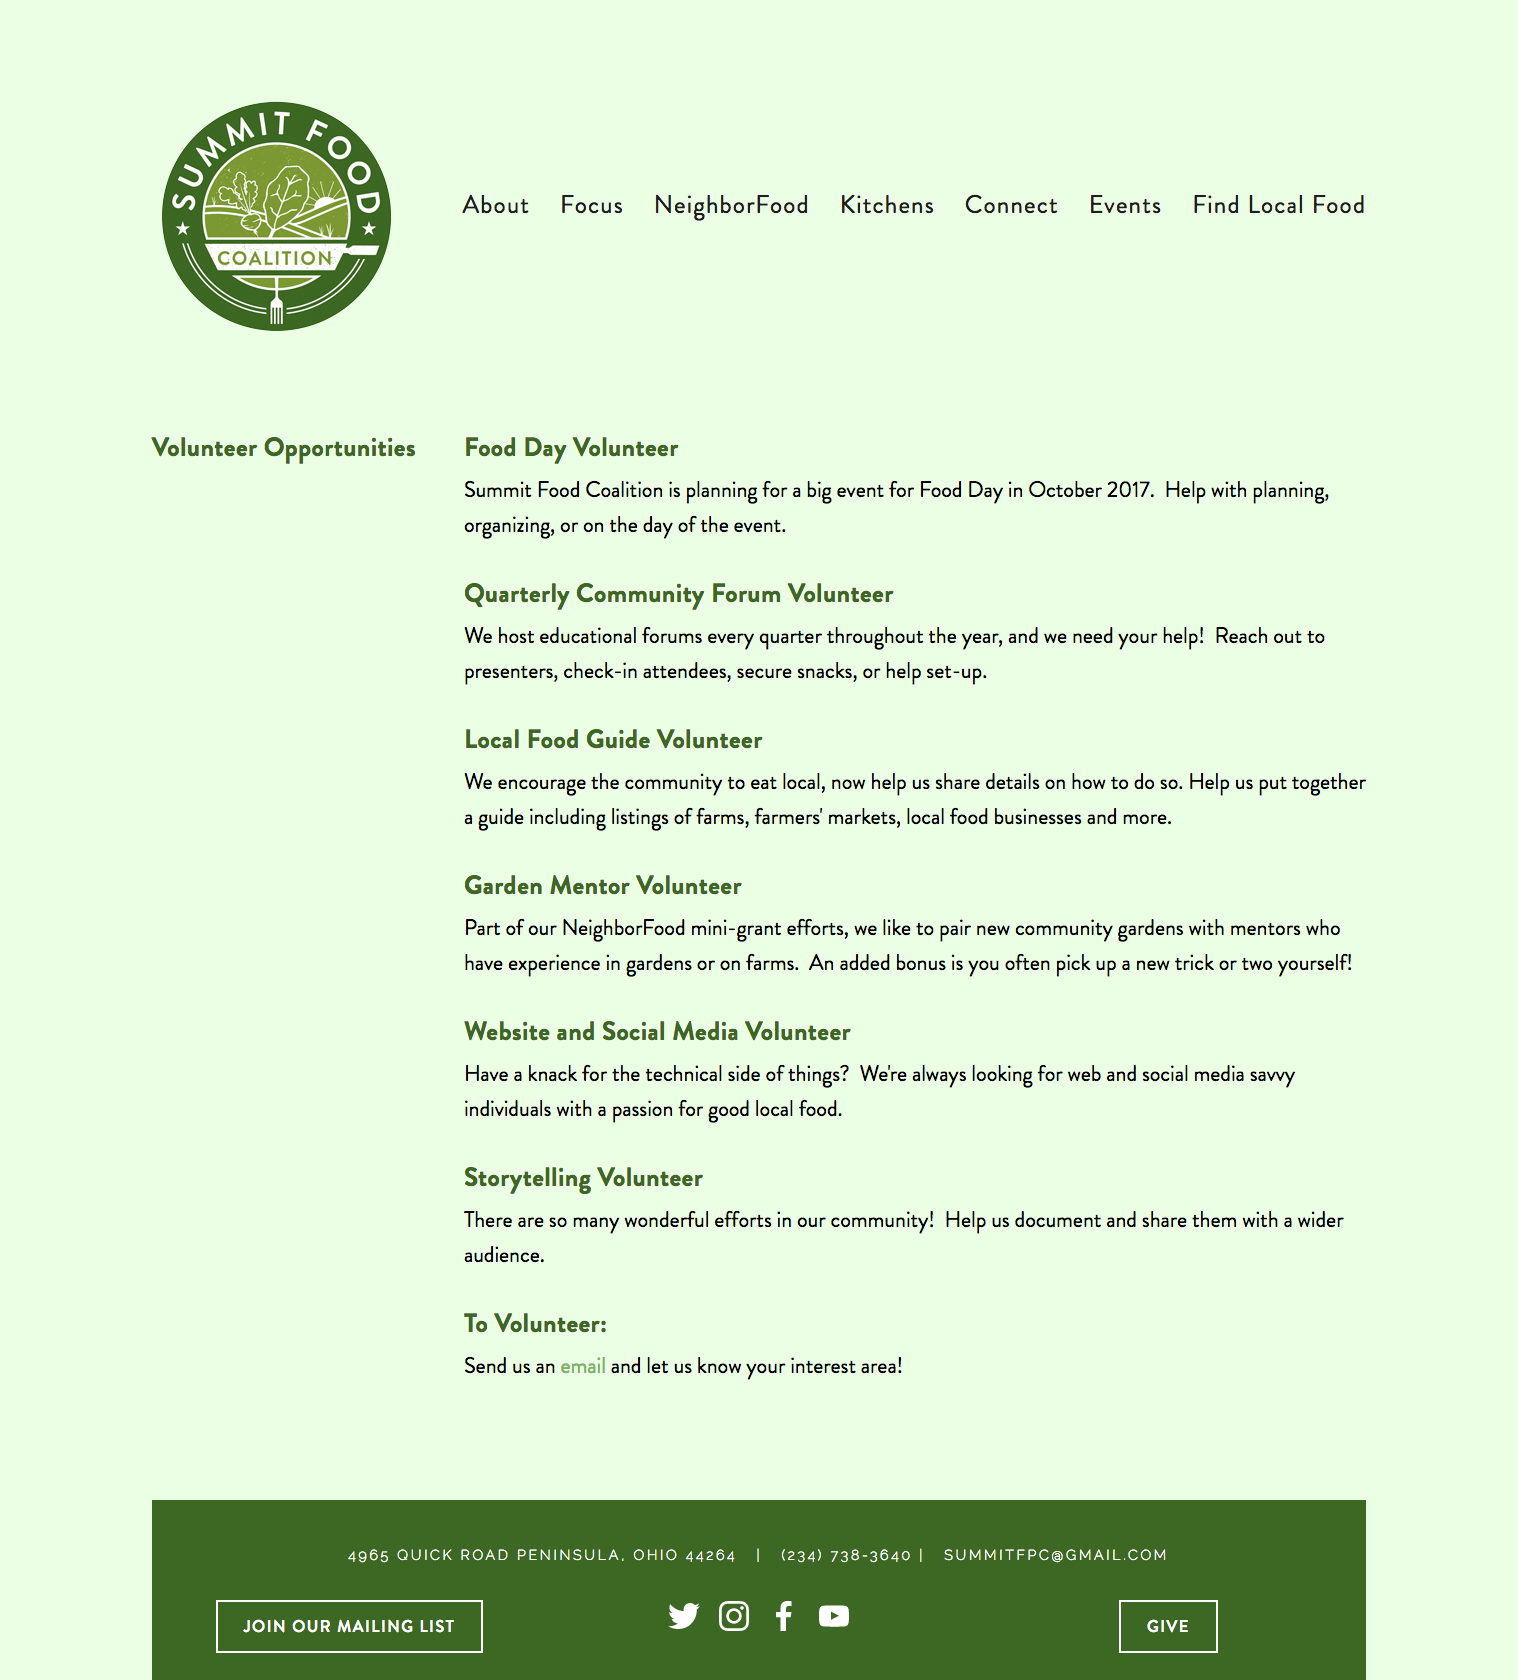 SUMMIT FOOD
COALITION
About Focus NeighborFood Kitchens Connect Events Find Local Food
Volunteer Opportunities
Food Day Volunteer
Summit Food Coalition is planning for a big event for Food Day in October 2017.  Help with planning,
organizing, or on the day of the event.
Quarterly Community Forum Volunteer
We host educational forums every quarter throughout the year, and we need your help!  Reach out to
presenters, check-in attendees, secure snacks, or help set-up.
Local Food Guide Volunteer
We encourage the community to eat local, now help us share details on how to do so. Help us put together
a guide including listings of farms, farmers' markets, local food businesses and more.
Garden Mentor Volunteer
Part of our NeighborFood mini-grant efforts, we like to pair new community gardens with mentors who
have experience in gardens or on farms.  An added bonus is you often pick up a new trick or two yourself!
Website and Social Media Volunteer
Have a knack for the technical side of things?  We're always looking for web and social media savvy
individuals with a passion for good local food.
Storytelling Volunteer
There are so many wonderful efforts in our community!  Help us document and share them with a wider
audience.
To Volunteer:
Send us an email and let us know your interest area!
4965 QUICK ROAD PENINSULA, OHIO 44264 | (234) 738-3640 | SUMMITFPC@GMAIL.COM
JOIN OUR MAILING LIST
GIVE